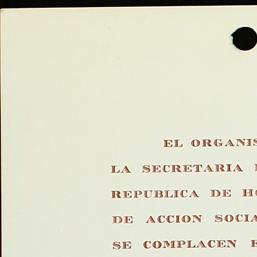 EL ORGANIS
LA SECRETARIA
REPUBLICA DE HO
DE ACCION SOCIA
SE COMPLACEN E